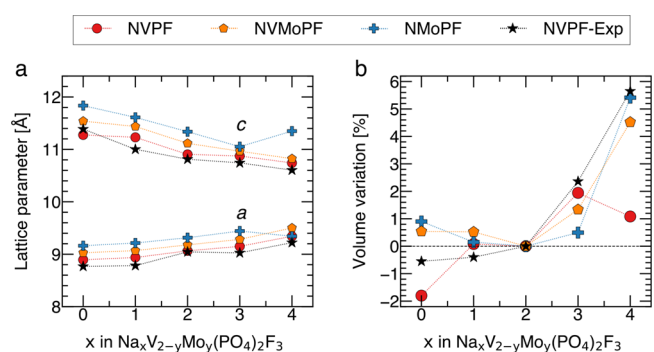 NVPF NVMoPF NMoPF NVPF-Exp
a
b
Lattice parameter [Å]
12
11
10
9
8
c
a
0 1 2 3 4
x in NaₓV₂₋ᵧMoᵧ(PO₄)₂F₃
Volume variation [%]
6
5
4
3
2
1
0
−1
−2
0 1 2 3 4
x in NaₓV₂₋ᵧMoᵧ(PO₄)₂F₃